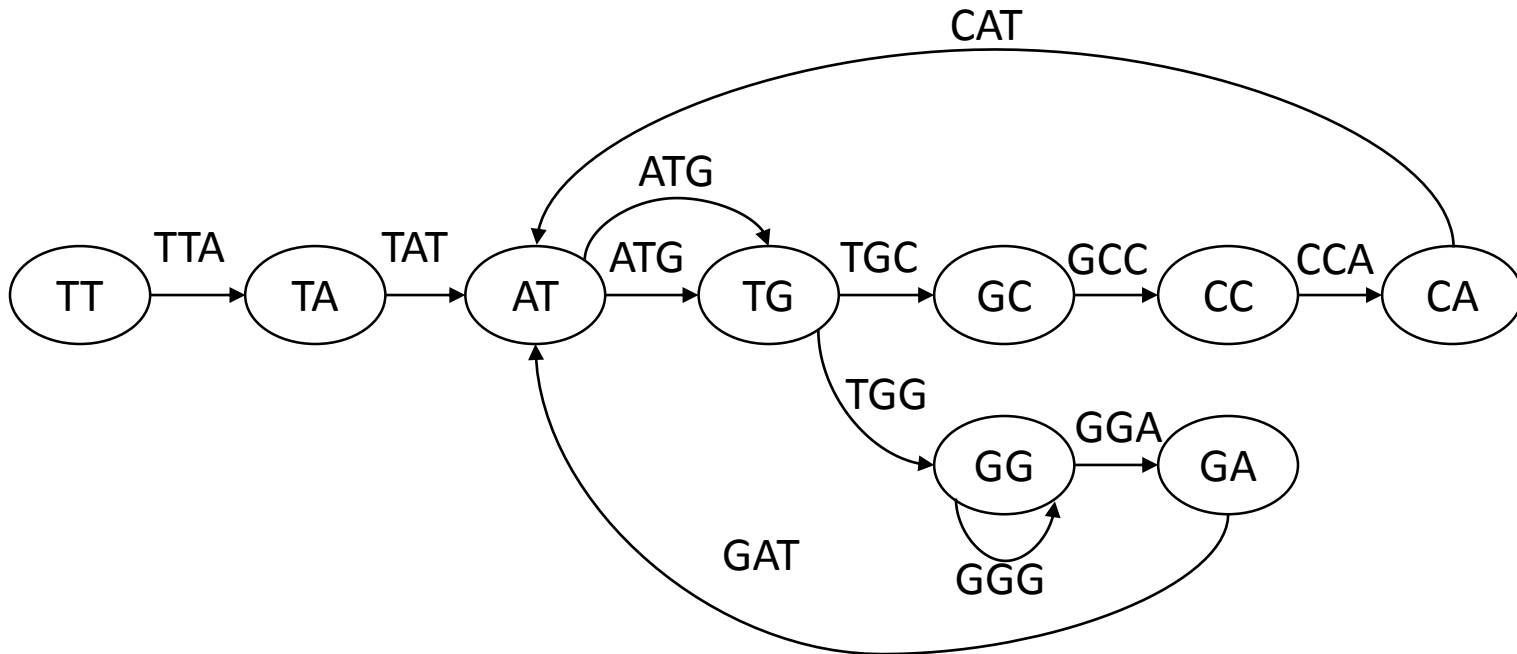 CAT
ATG
TTA TAT ATG TGC GCC CCA
TT TA AT TG GC CC CA
TGG GGA
GG GA
GAT GGG